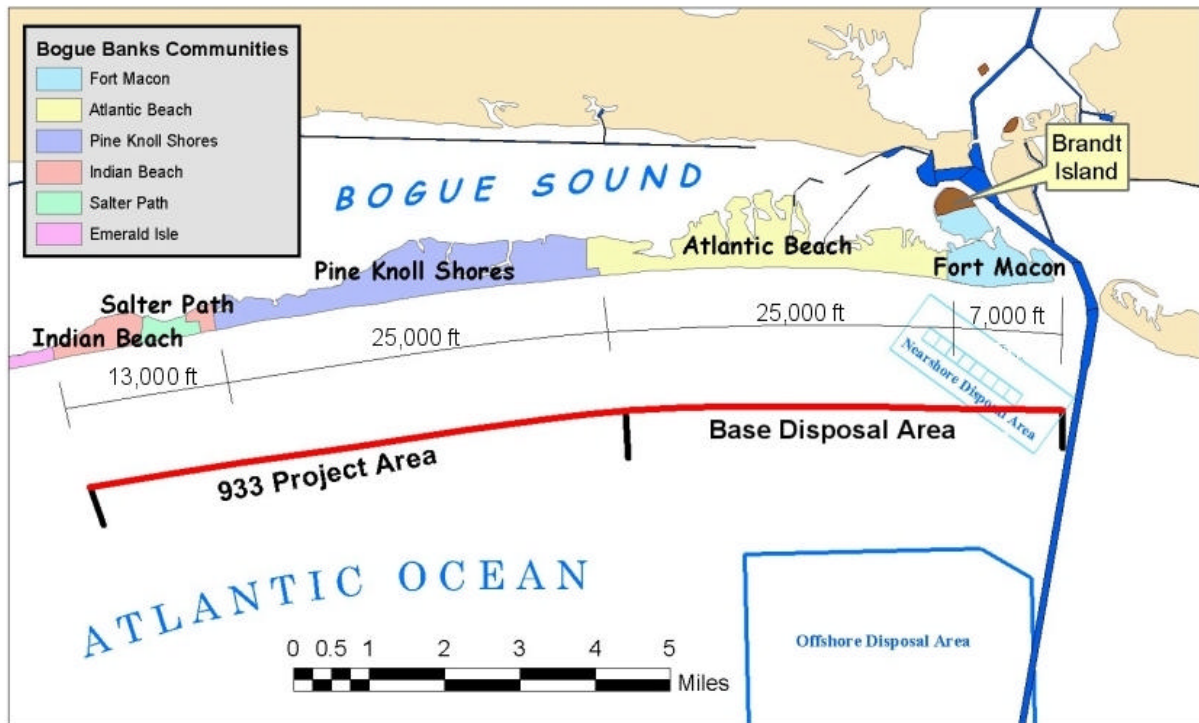 Bogue Banks Communities
Fort Macon
Atlantic Beach
Pine Knoll Shores
Indian Beach
Salter Path
Emerald Isle
Brandt
Island
BOGUE SOUND
Atlantic Beach
Pine Knoll Shores
Fort Macon
Salter Path
Indian Beach
25,000 ft
7,000 ft
25,000 ft
13,000 ft
Nearshore Disposal Area
Base Disposal Area
933 Project Area
ATLANTIC OCEAN
Offshore Disposal Area
0 0.5 1 2 3 4 5
Miles